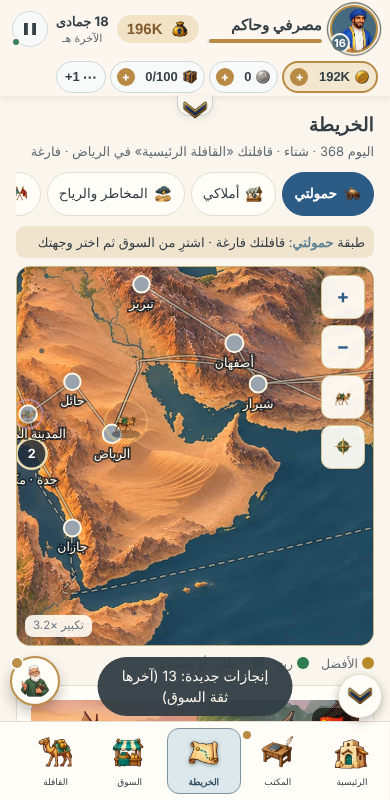 مصرفي وحاكم
16
196K
18 جمادى
الآخرة هـ
192K
0
0/100
+1 ···
الخريطة
اليوم 368 · شتاء · قافلتك «القافلة الرئيسية» في الرياض · فارغة
حمولتي
أملاكي
المخاطر والرياح
طبقة حمولتي: قافلتك فارغة · اشترِ من السوق ثم اختر وجهتك
تبريز
أصفهان
شيراز
حائل
المدينة
الرياض
2
جدة
جازان
+
−
تكبير ×3.2
الأفضل
إنجازات جديدة: 13 (آخرها
ثقة السوق)
الرئيسية
المكتب
الخريطة
السوق
القافلة